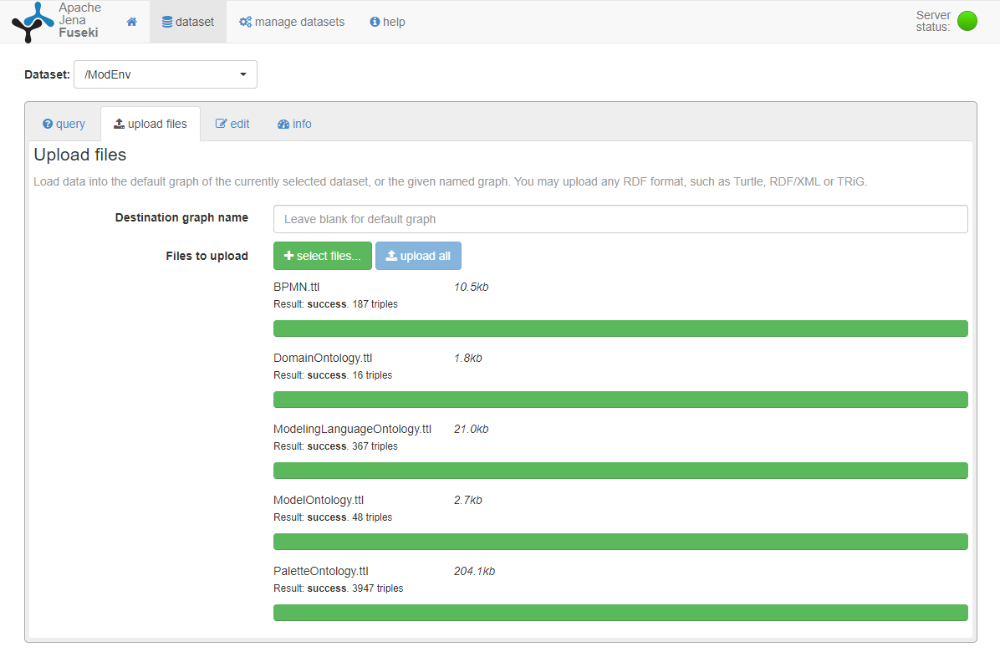 Apache
Jena
Fuseki
dataset
manage datasets
help
Server
status:
Dataset: /ModEnv
query
upload files
edit
info
Upload files
Load data into the default graph of the currently selected dataset, or the given named graph. You may upload any RDF format, such as Turtle, RDF/XML or TRiG.
Destination graph name
Leave blank for default graph
Files to upload
select files...
upload all
BPMN.ttl 10.5kb
Result: success. 187 triples
DomainOntology.ttl 1.8kb
Result: success. 16 triples
ModelingLanguageOntology.ttl 21.0kb
Result: success. 367 triples
ModelOntology.ttl 2.7kb
Result: success. 48 triples
PaletteOntology.ttl 204.1kb
Result: success. 3947 triples